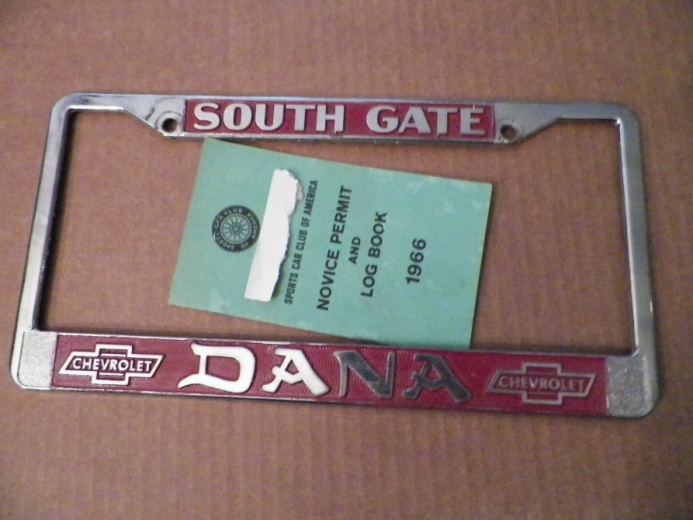 SOUTH GATE
SPORTS CAR CLUB OF AMERICA
NOVICE PERMIT
AND
LOG BOOK
1966
CHEVROLET DANA CHEVROLET